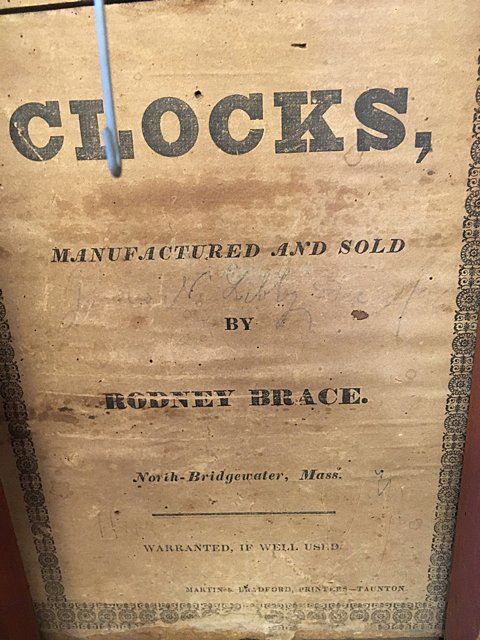 CLOCKS,
MANUFACTURED AND SOLD
BY
RODNEY BRACE.
North-Bridgewater, Mass.
WARRANTED, IF WELL USED.
MARTIN & BRADFORD, PRINTERS—TAUNTON.